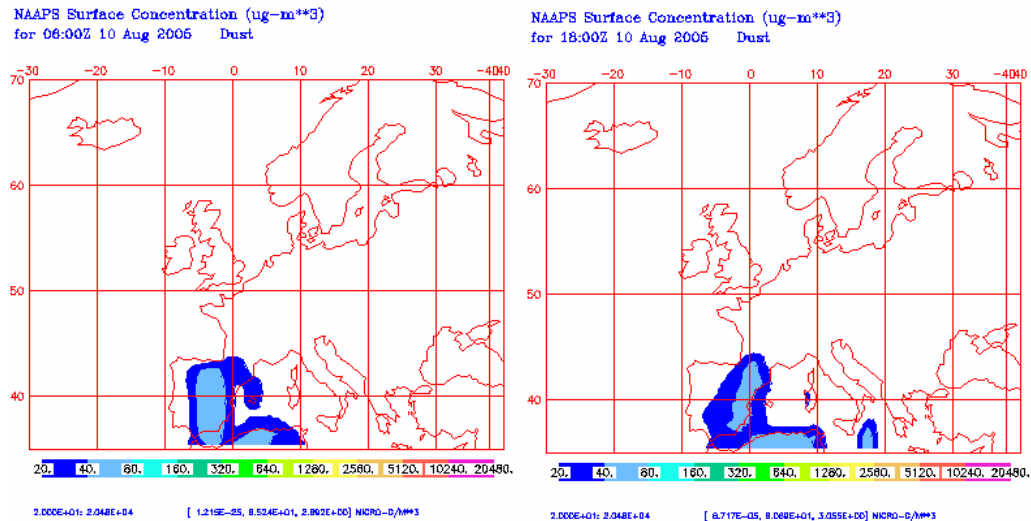 NAAPS Surface Concentration (ug-m**3)
for 06:00Z 10 Aug 2005 Dust
-30 -20 -10 0 10 20 30 -40
70
60
50
40
20. 40. 80. 160. 320. 640. 1280. 2560. 5120. 10240. 20480.
2.000E+01: 2.048E+04 [ 1.215E-25, 8.524E+01, 2.892E+00] MICRO-G/M**3
NAAPS Surface Concentration (ug-m**3)
for 18:00Z 10 Aug 2005 Dust
40 -30 -20 -10 0 10 20 30 -40
70
60
50
40
20. 40. 80. 160. 320. 640. 1280. 2560. 5120. 10240. 20480.
2.000E+01: 2.048E+04 [ 6.717E-05, 8.069E+01, 3.055E+00] MICRO-G/M**3